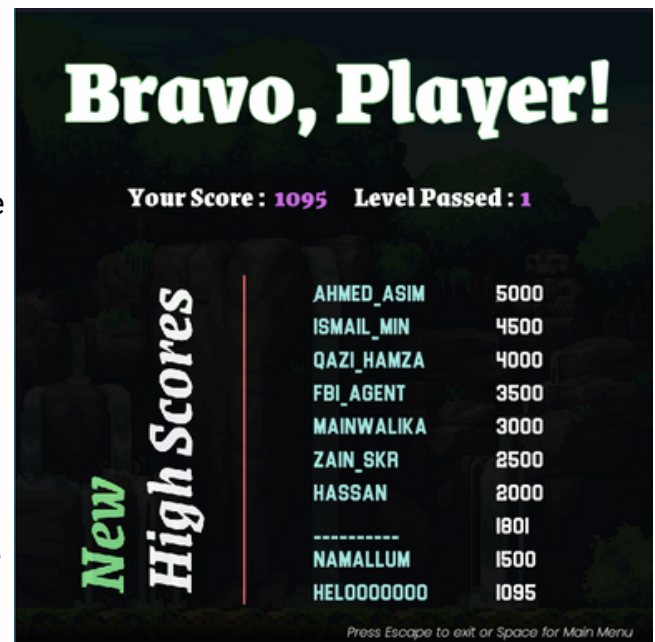 Bravo, Player!
Your Score : 1095 Level Passed : 1
New
High Scores
AHMED_ASIM 5000
ISMAIL_MIN 4500
QAZI_HAMZA 4000
FBI_AGENT 3500
MAINWALIKA 3000
ZAIN_SKR 2500
HASSAN 2000
__________ 1801
NAMALLUM 1500
HELOOOOOOO 1095
Press Escape to exit or Space for Main Menu